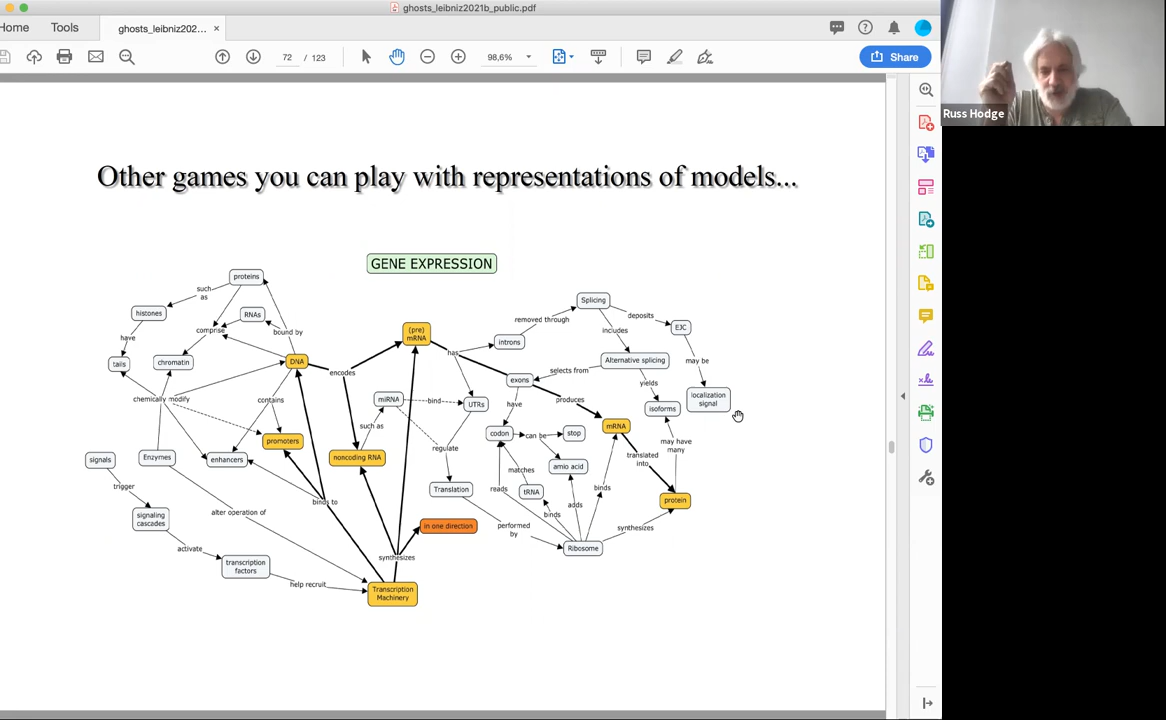 ghosts_leibniz2021b_public.pdf
Home
Tools
ghosts_leibniz202...
×
72 / 123
98,6%
Share
Russ Hodge
Other games you can play with representations of models...
GENE EXPRESSION
proteins
such
as
histones
RNAs
have
comprise
bound by
tails
chromatin
DNA
encodes
(pre)
mRNA
has
introns
removed through
Splicing
deposits
EJC
includes
may be
Alternative splicing
selects from
exons
yields
localization
signal
isoforms
produces
chemically modify
contains
miRNA
bind
UTRs
have
such as
codon
can be
stop
mRNA
promoters
regulate
translated
into
may have
many
signals
Enzymes
enhancers
noncoding RNA
matches
amio acid
trigger
Translation
reads
tRNA
binds
protein
binds to
adds
signaling
cascades
alter operation of
in one direction
performed
by
binds
synthesizes
activate
Ribosome
transcription
factors
synthesizes
help recruit
Transcription
Machinery